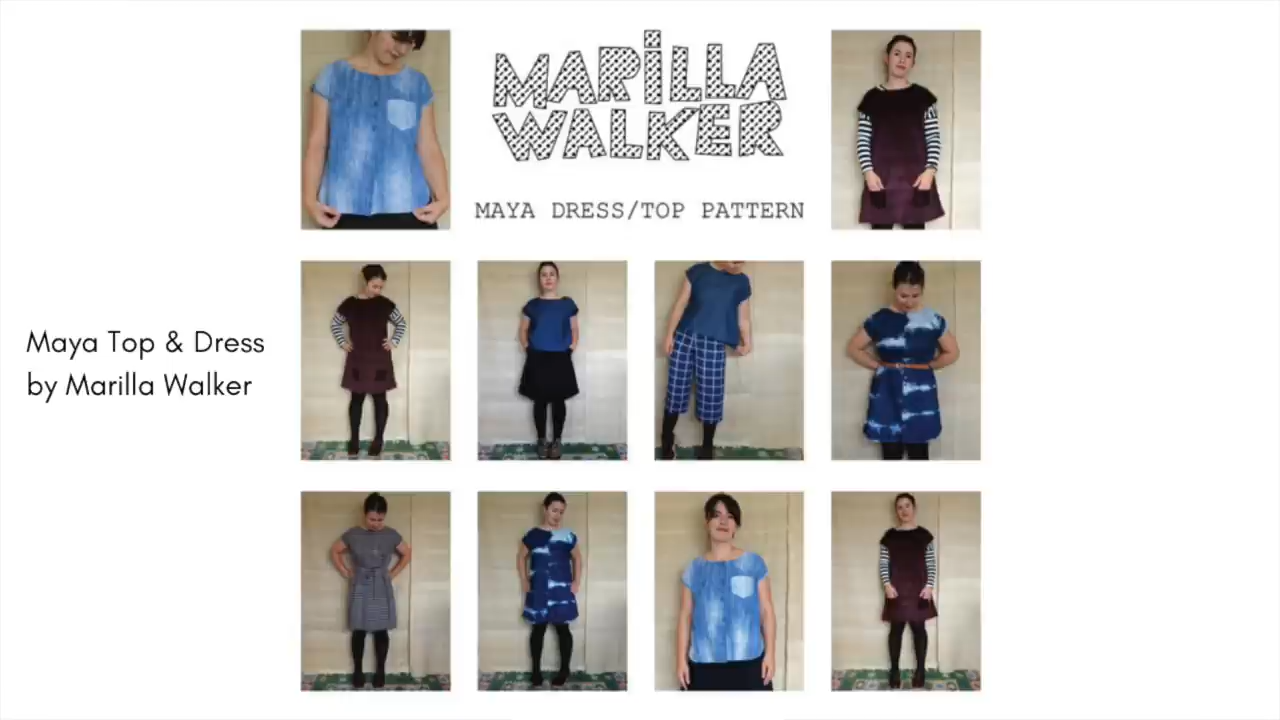 MARiLLA
WALKER
MAYA DRESS/TOP PATTERN
Maya Top & Dress
by Marilla Walker